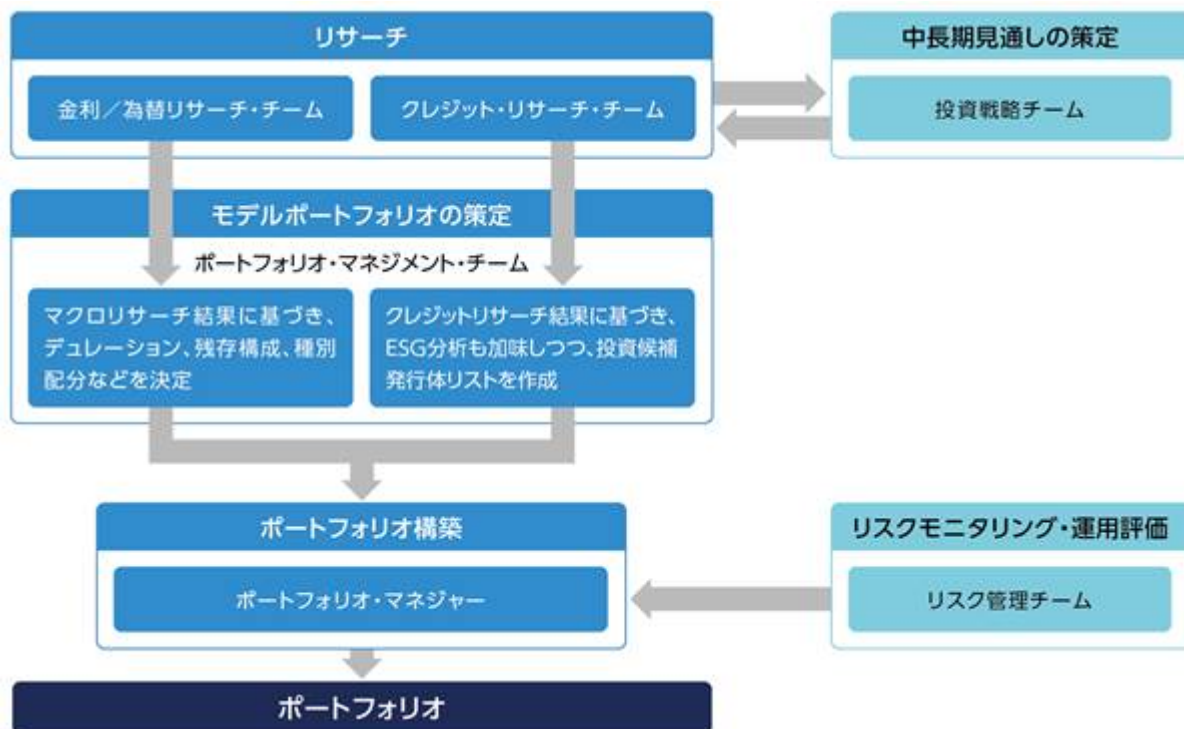 リサーチ
金利／為替リサーチ・チーム
クレジット・リサーチ・チーム
中長期見通しの策定
投資戦略チーム
モデルポートフォリオの策定
ポートフォリオ・マネジメント・チーム
マクロリサーチ結果に基づき、
デュレーション、残存構成、種別
配分などを決定
クレジットリサーチ結果に基づき、
ESG分析も加味しつつ、投資候補
発行体リストを作成
ポートフォリオ構築
ポートフォリオ・マネジャー
リスクモニタリング・運用評価
リスク管理チーム
ポートフォリオ